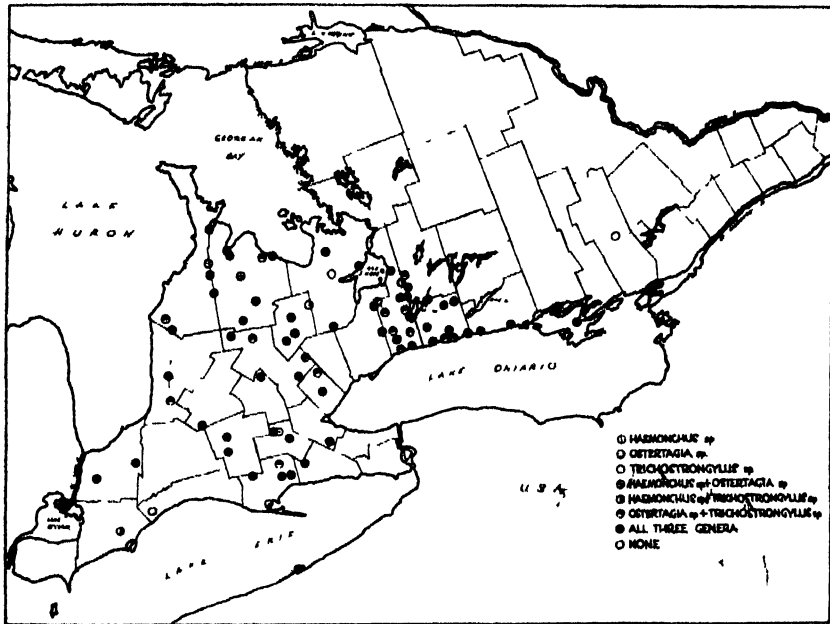 GEORGIAN
BAY
LAKE
HURON
LAKE ONTARIO
LAKE ERIE
U S A
HAEMONCHUS sp
OSTERTAGIA sp
TRICHOSTRONGYLUS sp
HAEMONCHUS sp + OSTERTAGIA sp
HAEMONCHUS sp + TRICHOSTRONGYLUS sp
OSTERTAGIA sp + TRICHOSTRONGYLUS sp
ALL THREE GENERA
NONE